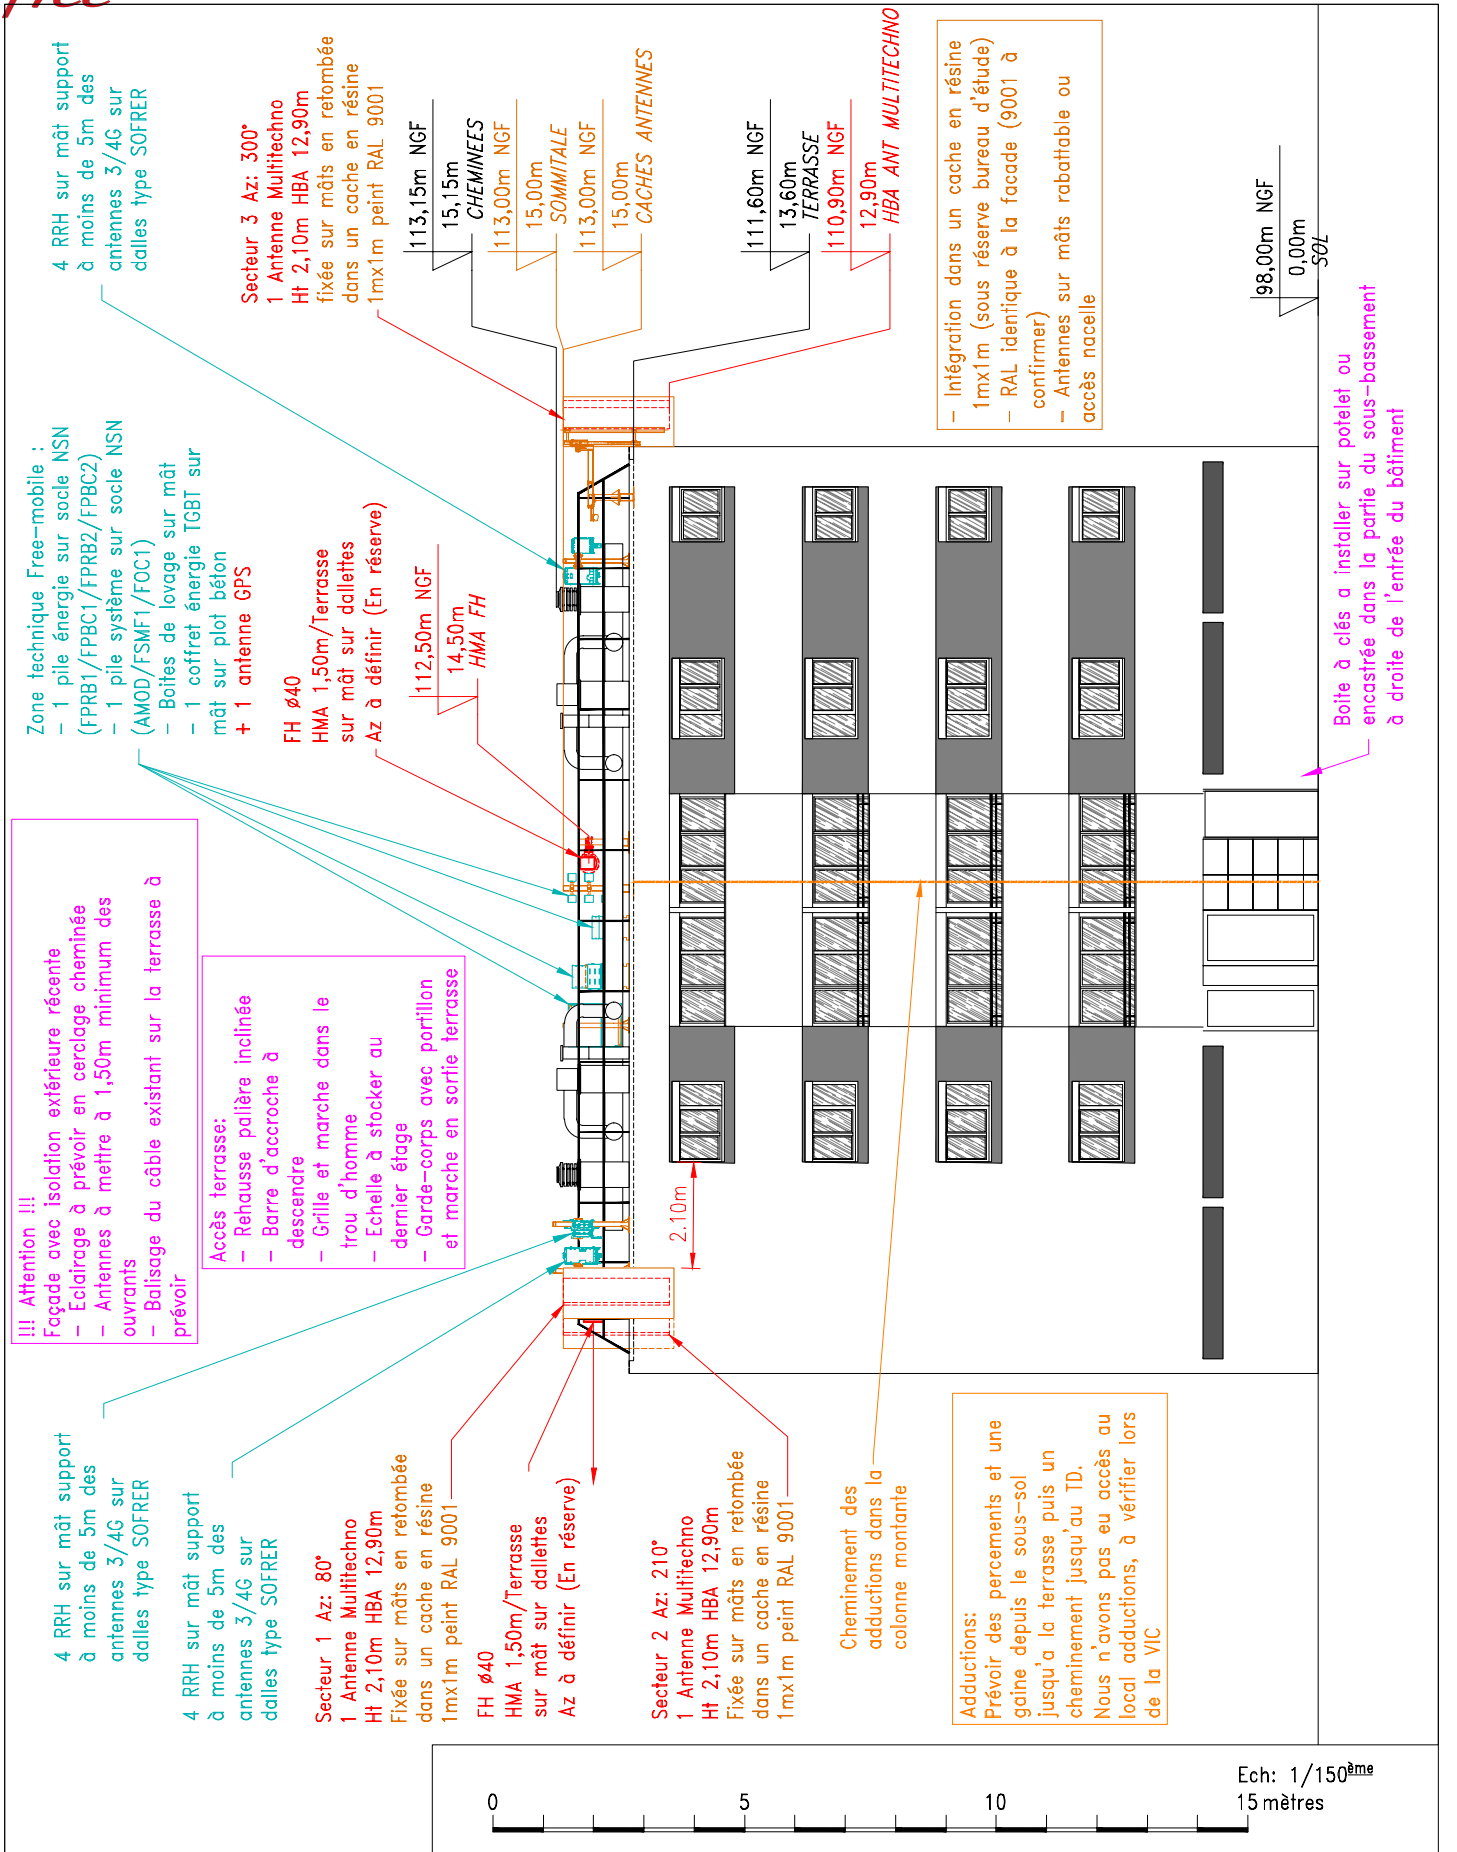 free
!!! Attention !!!
Façade avec isolation extérieure récente
- Eclairage à prévoir en cerclage cheminée
- Antennes à mettre à 1,50m minimum des
ouvrants
- Balisage du câble existant sur la terrasse à
prévoir
Zone technique Free-mobile :
- 1 pile énergie sur socle NSN
(FPRB1/FPBC1/FPRB2/FPBC2)
- 1 pile système sur socle NSN
(AMOD/FSMF1/FOC1)
- Boites de lovage sur mât
- 1 coffret énergie TGBT sur
mât sur plot béton
+ 1 antenne GPS
4 RRH sur mât support
à moins de 5m des
antennes 3/4G sur
dalles type SOFRER
4 RRH sur mât support
à moins de 5m des
antennes 3/4G sur
dalles type SOFRER
4 RRH sur mât support
à moins de 5m des
antennes 3/4G sur
dalles type SOFRER
Accès terrasse:
- Rehausse palière inclinée
- Barre d'accroche à
descendre
- Grille et marche dans le
trou d'homme
- Echelle à stocker au
dernier étage
- Garde-corps avec portillon
et marche en sortie terrasse
FH ø40
HMA 1,50m/Terrasse
sur mât sur dallettes
Az à définir (En réserve)
112,50m NGF
14,50m
HMA FH
Secteur 3 Az: 300°
1 Antenne Multitechno
Ht 2,10m HBA 12,90m
fixée sur mâts en retombée
dans un cache en résine
1mx1m peint RAL 9001
113,15m NGF
15,15m
CHEMINEES
113,00m NGF
15,00m
SOMMITALE
113,00m NGF
15,00m
CACHES ANTENNES
111,60m NGF
13,60m
TERRASSE
110,90m NGF
12,90m
HBA ANT MULTITECHNO
Secteur 1 Az: 80°
1 Antenne Multitechno
Ht 2,10m HBA 12,90m
Fixée sur mâts en retombée
dans un cache en résine
1mx1m peint RAL 9001
FH ø40
HMA 1,50m/Terrasse
sur mât sur dallettes
Az à définir (En réserve)
Secteur 2 Az: 210°
1 Antenne Multitechno
Ht 2,10m HBA 12,90m
Fixée sur mâts en retombée
dans un cache en résine
1mx1m peint RAL 9001
2.10m
Cheminement des
adductions dans la
colonne montante
- Intégration dans un cache en résine
1mx1m (sous réserve bureau d'étude)
- RAL identique à la facade (9001 à
confirmer)
- Antennes sur mâts rabattable ou
accès nacelle
Adductions:
Prévoir des percements et une
gaine depuis le sous-sol
jusqu'a la terrasse puis un
cheminement jusqu'au TD.
Nous n'avons pas eu accès au
local adductions, à vérifier lors
de la VIC
98,00m NGF
0,00m
SOL
Boite à clés a installer sur potelet ou
encastrée dans la partie du sous-bassement
à droite de l'entrée du bâtiment
Ech: 1/150ème
0 5 10 15 mètres